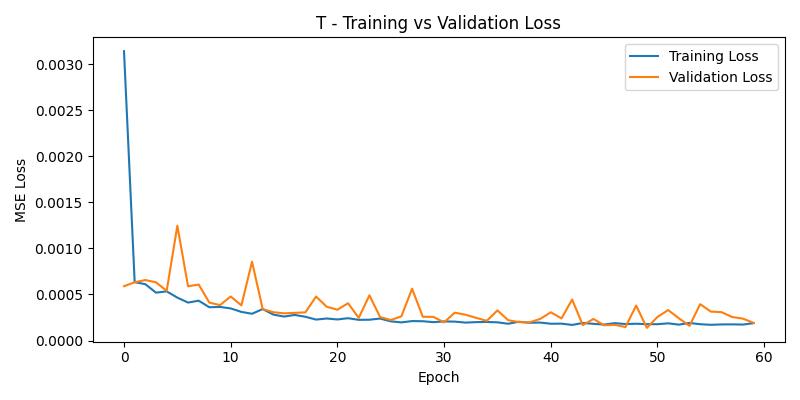 T - Training vs Validation Loss
Training Loss
Validation Loss
MSE Loss
0.0030
0.0025
0.0020
0.0015
0.0010
0.0005
0.0000
0 10 20 30 40 50 60
Epoch